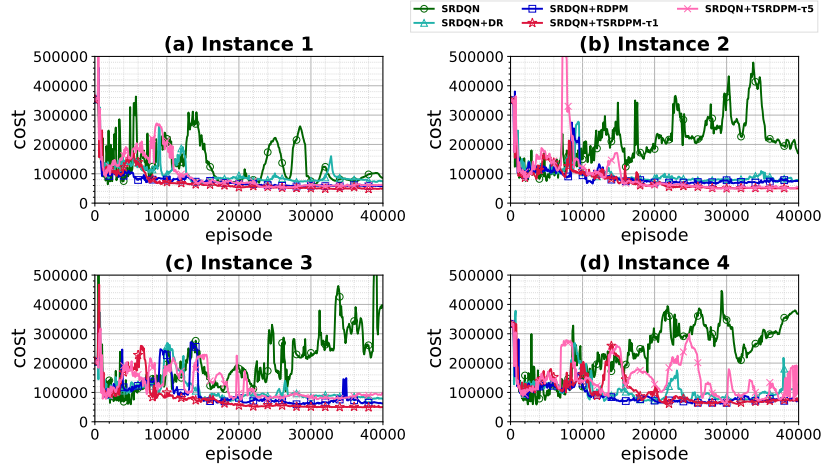 SRDQN
SRDQN+DR
SRDQN+RDPM
SRDQN+TSRDPM-τ1
SRDQN+TSRDPM-τ5
(a) Instance 1
cost
500000
400000
300000
200000
100000
0
0 10000 20000 30000 40000
episode
(b) Instance 2
cost
500000
400000
300000
200000
100000
0
0 10000 20000 30000 40000
episode
(c) Instance 3
cost
500000
400000
300000
200000
100000
0
0 10000 20000 30000 40000
episode
(d) Instance 4
cost
500000
400000
300000
200000
100000
0
0 10000 20000 30000 40000
episode